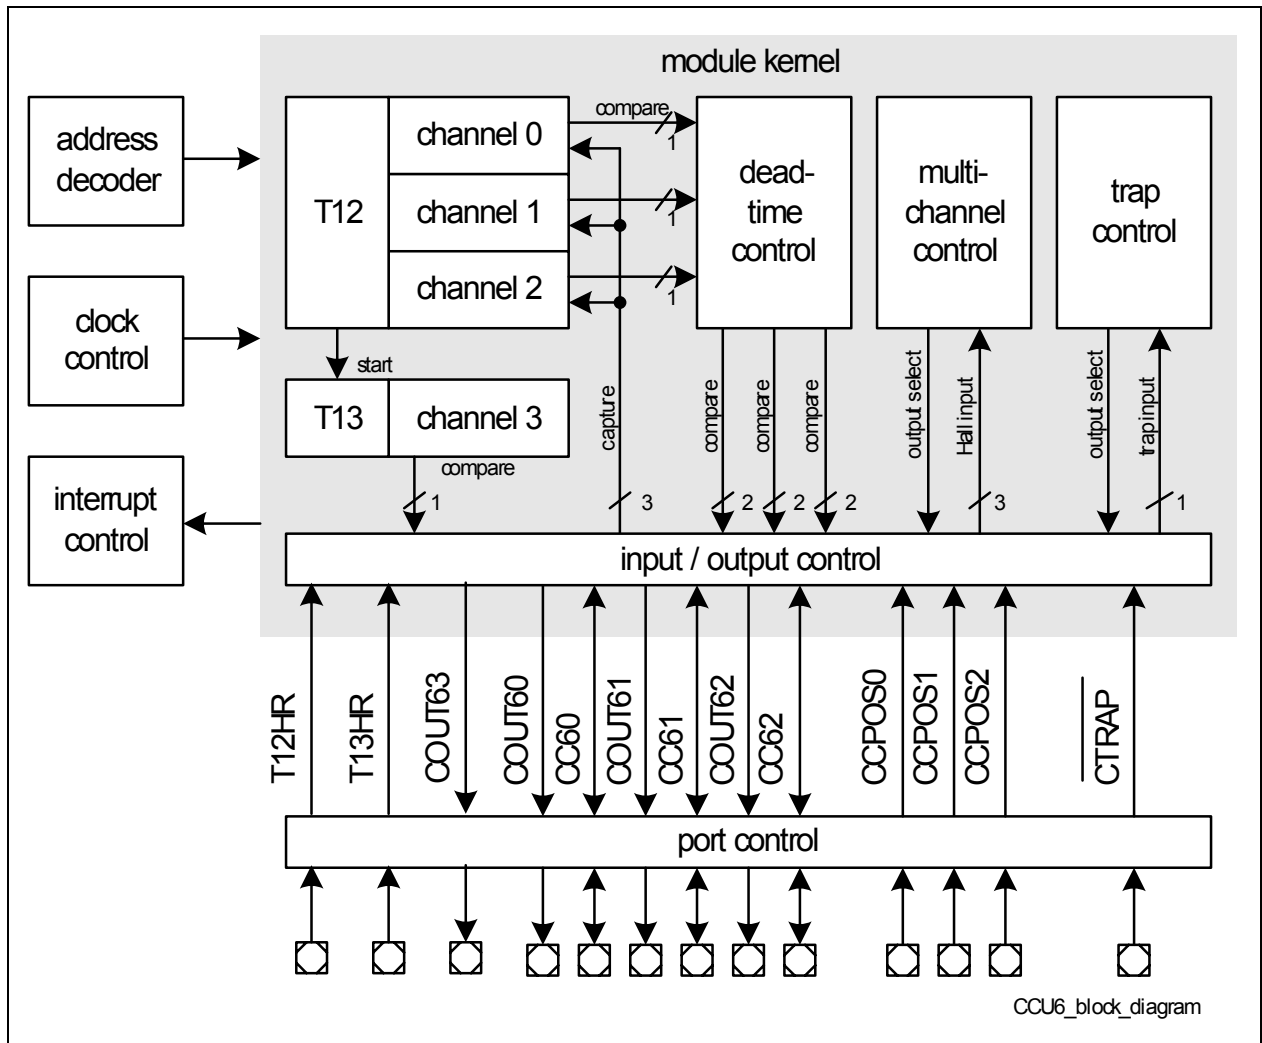 module kernel
address
decoder
clock
control
interrupt
control
T12
channel 0
channel 1
channel 2
compare
1
1
1
dead-
time
control
multi-
channel
control
trap
control
start
T13
channel 3
compare
1
capture
3
compare
2
compare
2
compare
2
output select
Hall input
3
output select
trap input
1
input / output control
T12HR
T13HR
COUT63
COUT60
CC60
COUT61
CC61
COUT62
CC62
CCPOS0
CCPOS1
CCPOS2
CTRAP
port control
CCU6_block_diagram